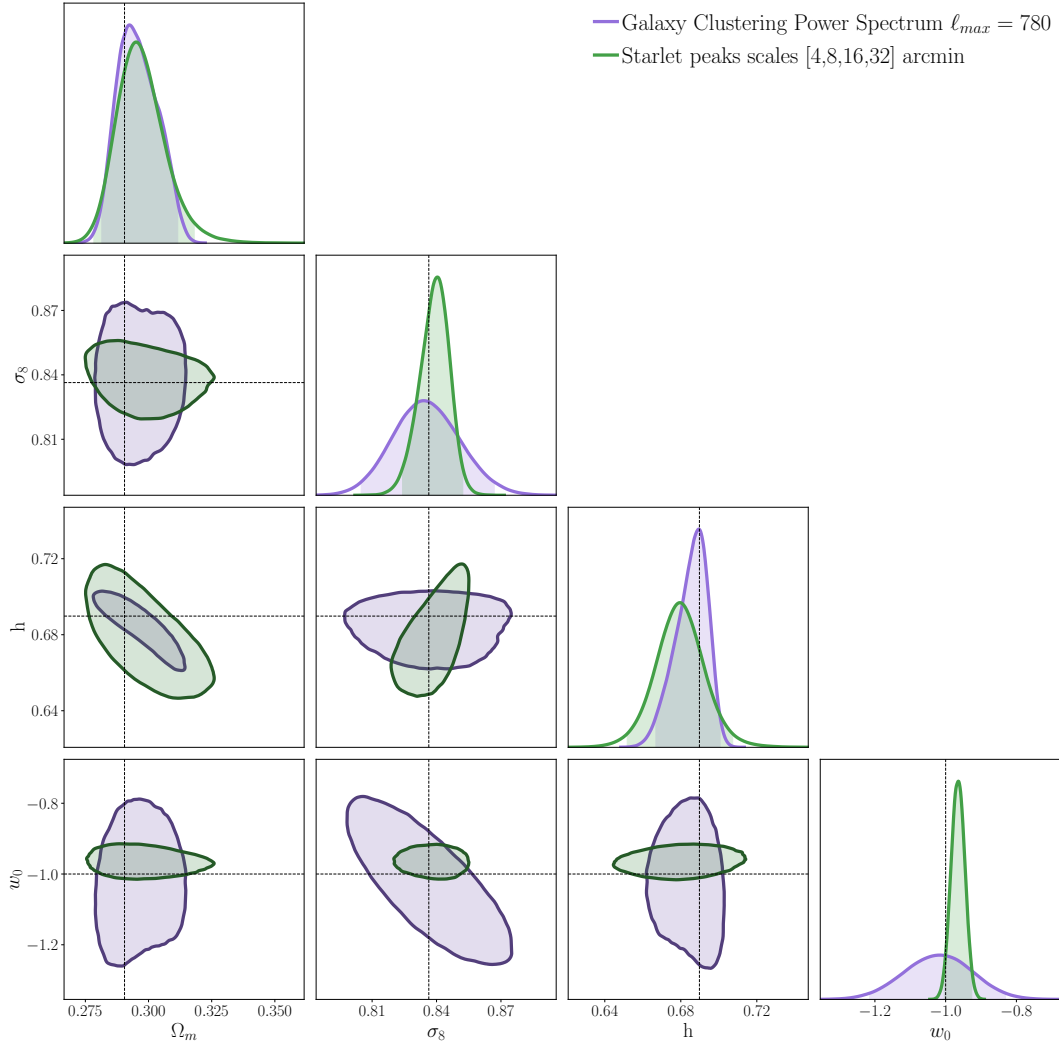 Galaxy Clustering Power Spectrum ℓ_max = 780
Starlet peaks scales [4,8,16,32] arcmin
0.87
0.84
0.81
σ_8
0.72
0.68
0.64
h
−0.8
−1.0
−1.2
w_0
0.275 0.300 0.325 0.350
0.81 0.84 0.87
0.64 0.68 0.72
−1.2 −1.0 −0.8
Ω_m σ_8 h w_0